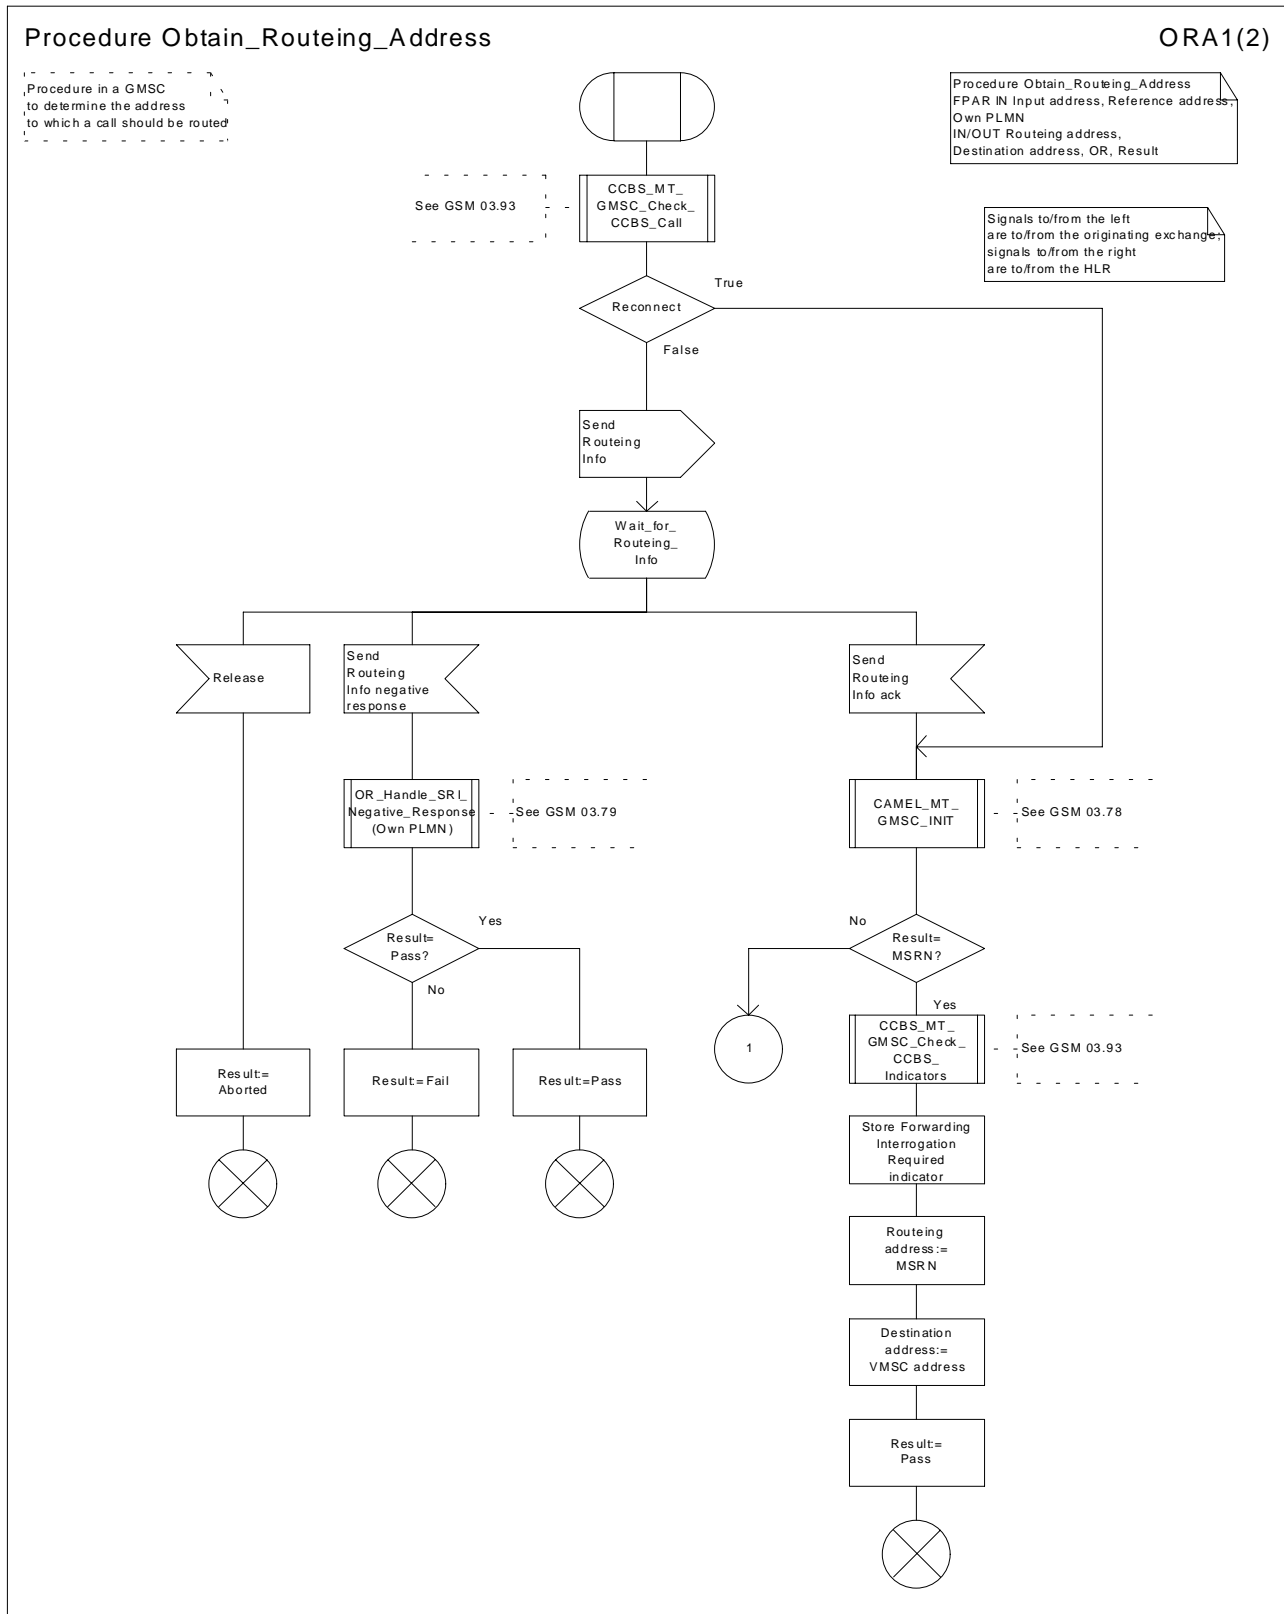 Procedure Obtain_Routeing_Address
ORA1(2)
Procedure in a GMSC
to determine the address
to which a call should be routed
Procedure Obtain_Routeing_Address
FPAR IN Input address, Reference address,
Own PLMN
IN/OUT Routeing address,
Destination address, OR, Result
See GSM 03.93
CCBS_MT_
GMSC_Check_
CCBS_Call
Signals to/from the left
are to/from the originating exchange;
signals to/from the right
are to/from the HLR
True
Reconnect
False
Send
Routeing
Info
Wait_for_
Routeing_
Info
Release
Send
Routeing
Info negative
response
Send
Routeing
Info ack
OR_Handle_SRI_
Negative_Response
(Own PLMN)
See GSM 03.79
CAMEL_MT_
GMSC_INIT
See GSM 03.78
Yes
Result=
Pass?
No
No
Result=
MSRN?
Yes
1
CCBS_MT_
GMSC_Check_
CCBS_
Indicators
See GSM 03.93
Result:=
Aborted
Result:=Fail
Result:=Pass
Store Forwarding
Interrogation
Required
indicator
Routeing
address:=
MSRN
Destination
address:=
VMSC address
Result:=
Pass